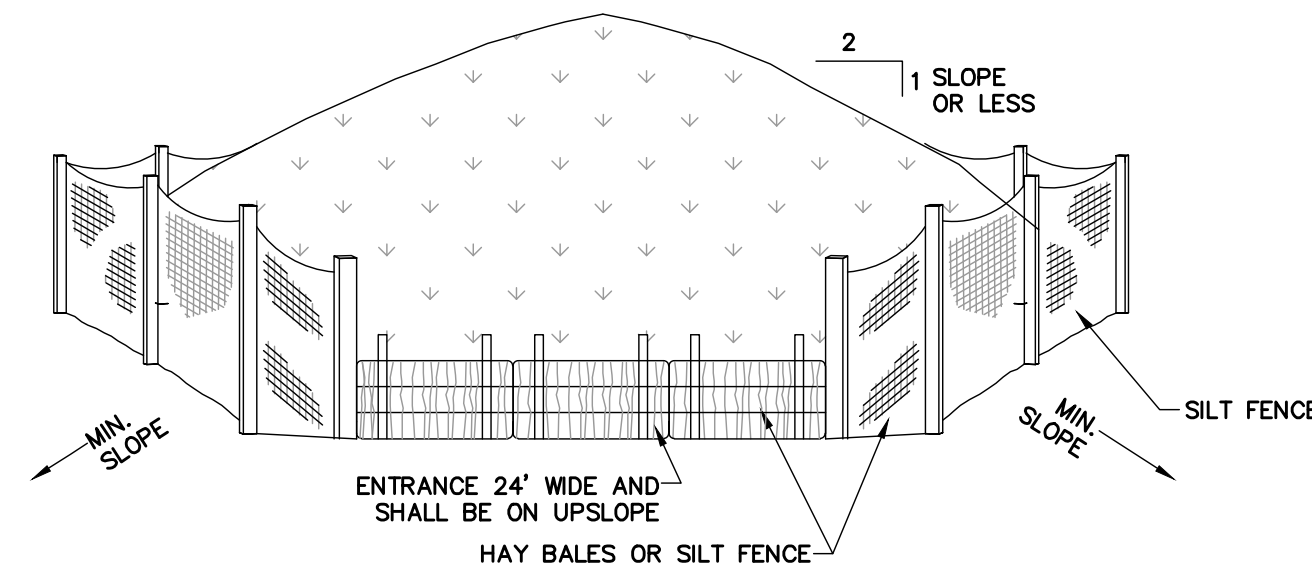 2
1 SLOPE
OR LESS
MIN.
SLOPE
MIN.
SLOPE
SILT FENCE
ENTRANCE 24' WIDE AND
SHALL BE ON UPSLOPE
HAY BALES OR SILT FENCE